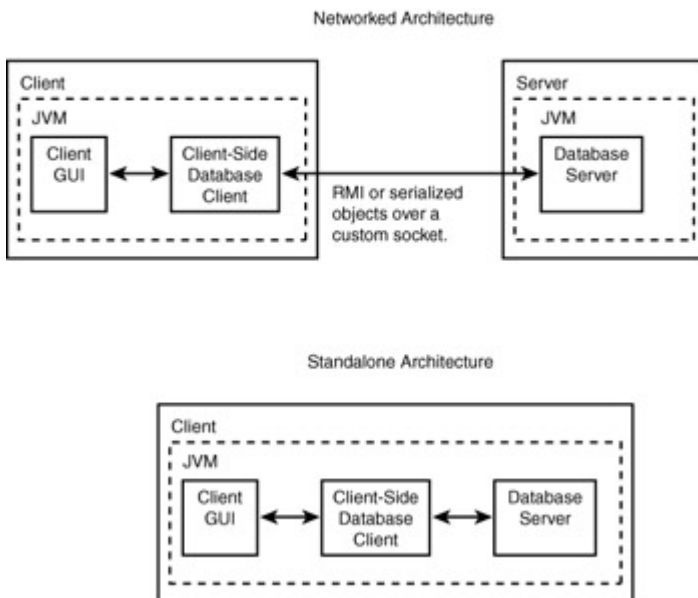 Networked Architecture
Client
JVM
Client
GUI
Client-Side
Database
Client
RMI or serialized
objects over a
custom socket.
Server
JVM
Database
Server
Standalone Architecture
Client
JVM
Client
GUI
Client-Side
Database
Client
Database
Server